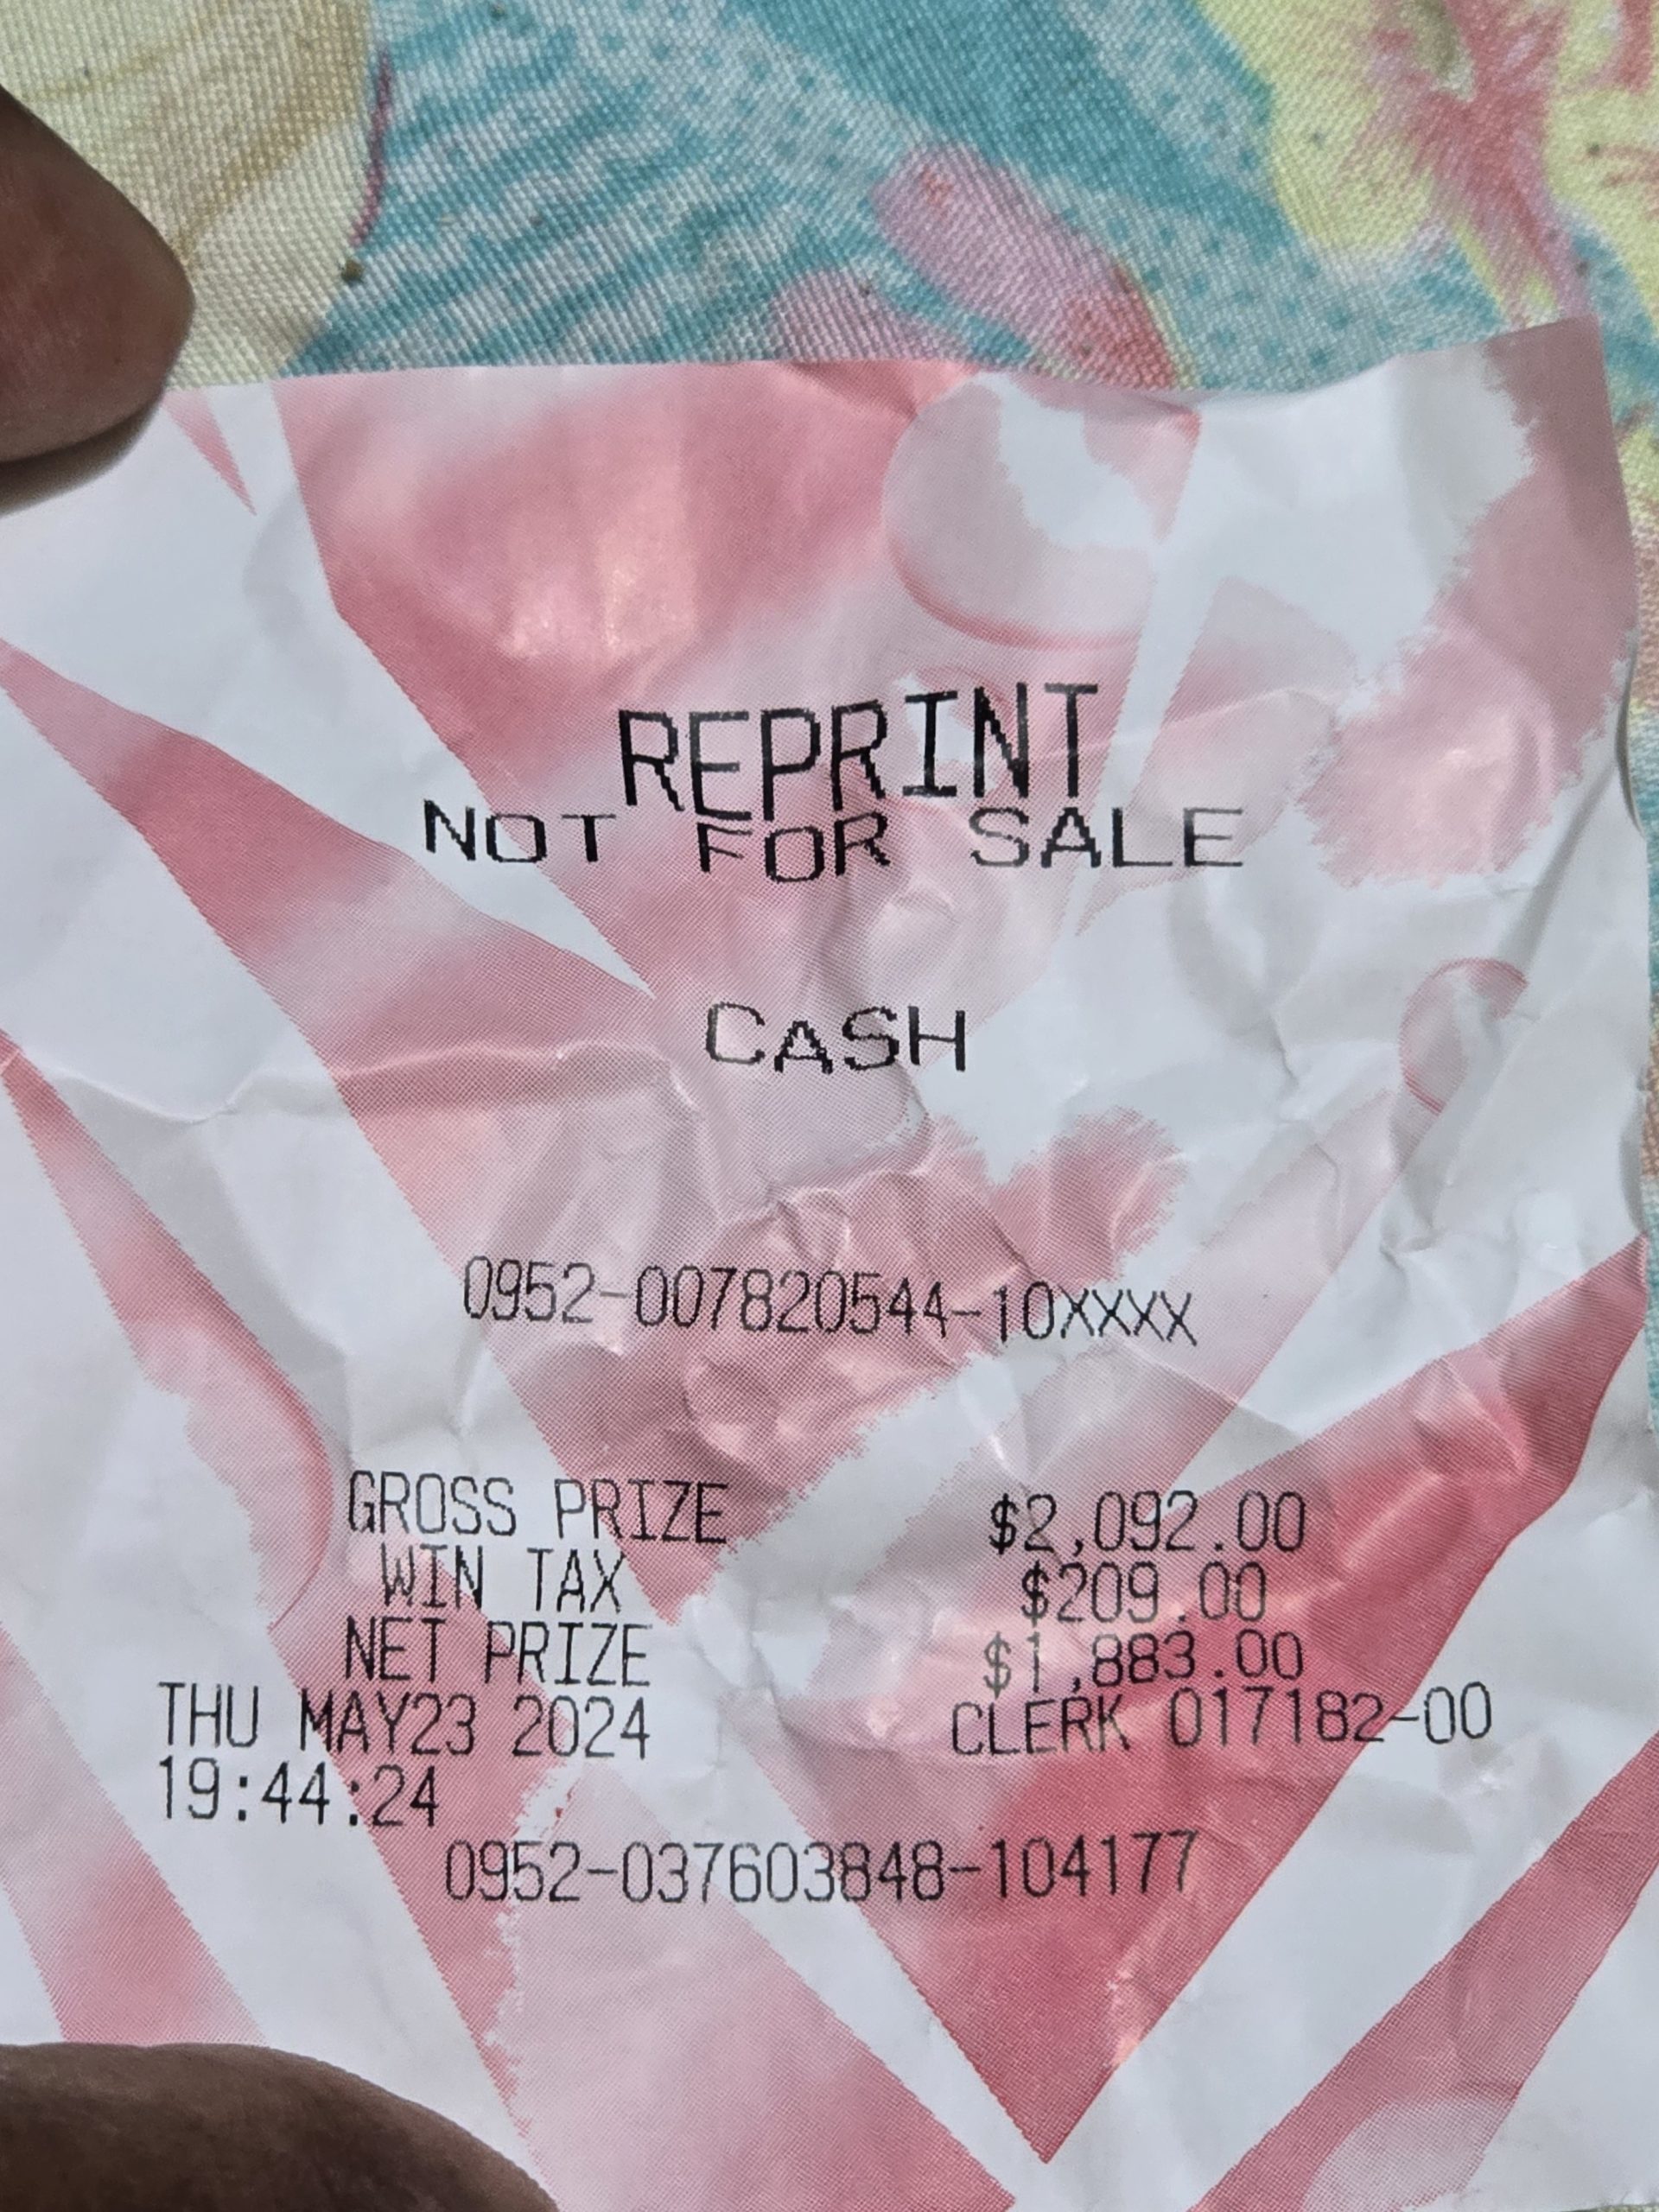 REPRINT
NOT FOR SALE
CASH
0952-007820544-10XXXX
GROSS PRIZE $2,092.00
WIN TAX $209.00
NET PRIZE $1,883.00
THU MAY23 2024 CLERK 017182-00
19:44:24
0952-037603848-104177